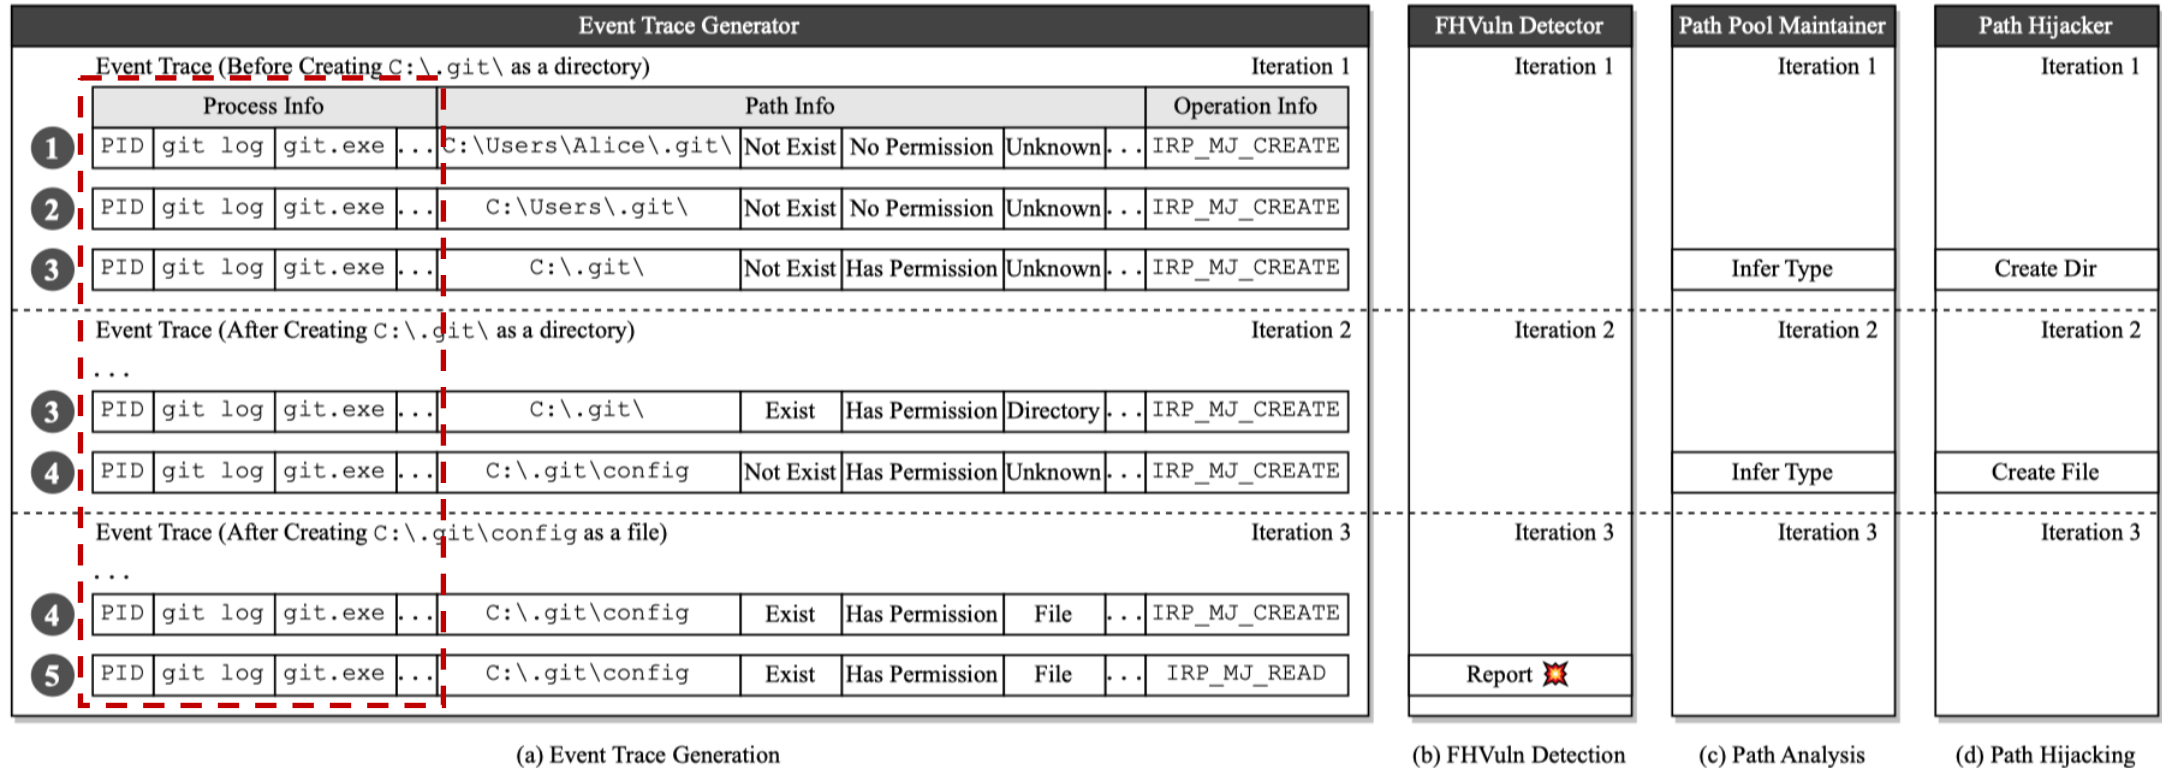 Event Trace Generator FHVuln Detector Path Pool Maintainer Path Hijacker
Event Trace (Before Creating C:\.git\ as a directory) Iteration 1 Iteration 1 Iteration 1 Iteration 1
Process Info Path Info Operation Info
1 PID git log git.exe ... C:\Users\Alice\.git\ Not Exist No Permission Unknown ... IRP_MJ_CREATE
2 PID git log git.exe ... C:\Users\.git\ Not Exist No Permission Unknown ... IRP_MJ_CREATE
3 PID git log git.exe ... C:\.git\ Not Exist Has Permission Unknown ... IRP_MJ_CREATE Infer Type Create Dir
Event Trace (After Creating C:\.git\ as a directory) Iteration 2 Iteration 2 Iteration 2 Iteration 2
...
3 PID git log git.exe ... C:\.git\ Exist Has Permission Directory ... IRP_MJ_CREATE
4 PID git log git.exe ... C:\.git\config Not Exist Has Permission Unknown ... IRP_MJ_CREATE Infer Type Create File
Event Trace (After Creating C:\.git\config as a file) Iteration 3 Iteration 3 Iteration 3 Iteration 3
...
4 PID git log git.exe ... C:\.git\config Exist Has Permission File ... IRP_MJ_CREATE
5 PID git log git.exe ... C:\.git\config Exist Has Permission File ... IRP_MJ_READ Report
(a) Event Trace Generation (b) FHVuln Detection (c) Path Analysis (d) Path Hijacking